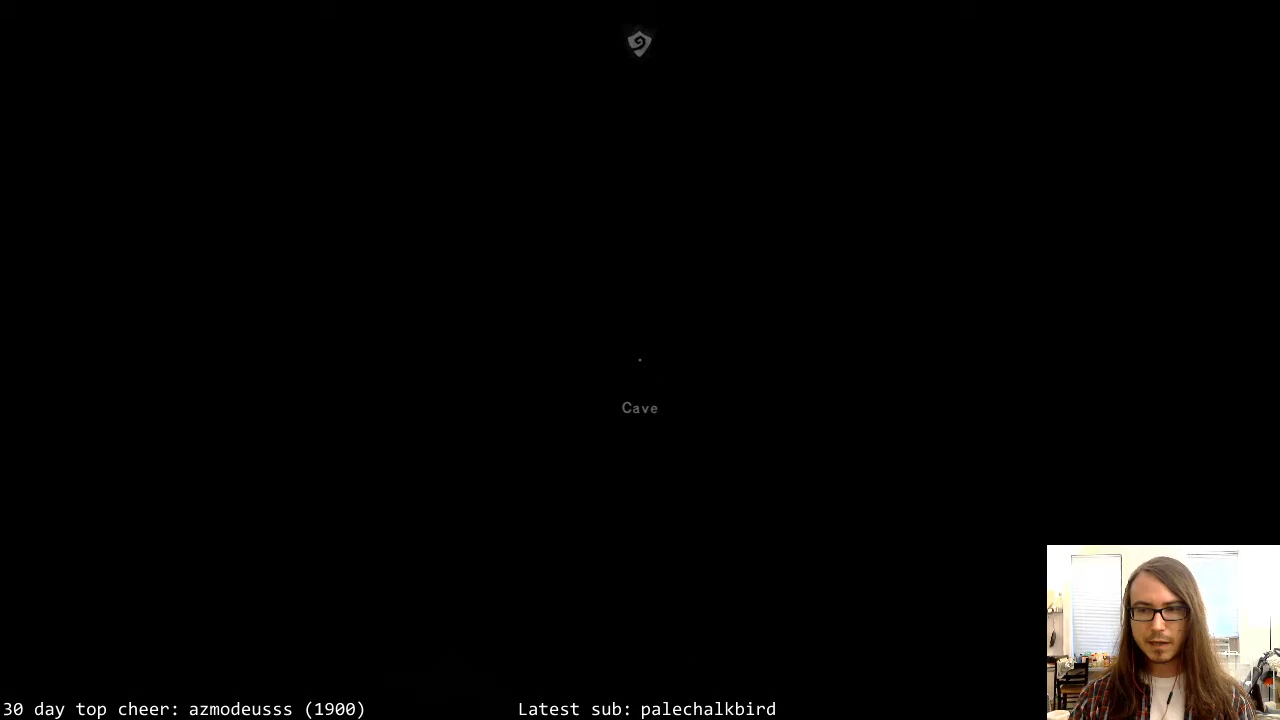 Cave
30 day top cheer: azmodeusss (1900)
Latest sub: palechalkbird